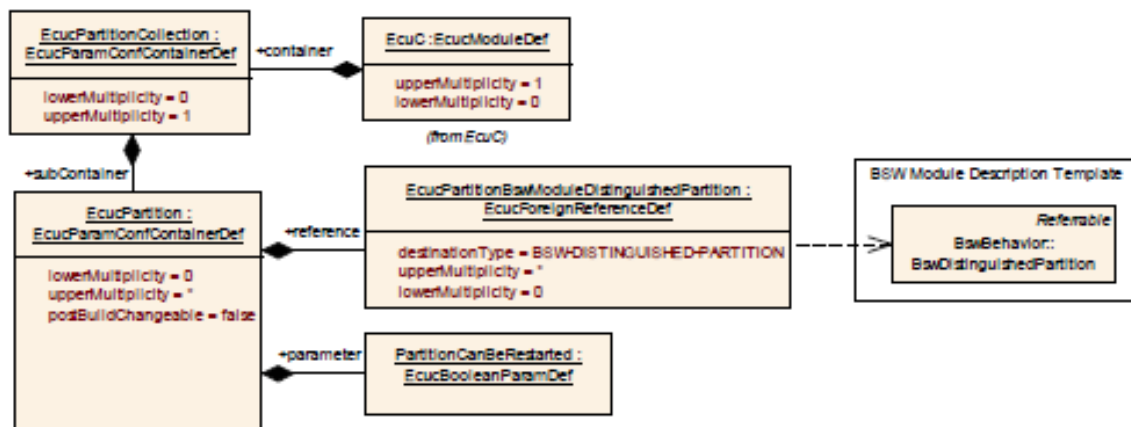 EcucPartitionCollection :
EcucParamConfContainerDef
lowerMultiplicity = 0
upperMultiplicity = 1
+container
EcuC :EcucModuleDef
upperMultiplicity = 1
lowerMultiplicity = 0
(from EcuC)
+subContainer
EcucPartition :
EcucParamConfContainerDef
lowerMultiplicity = 0
upperMultiplicity = *
postBuildChangeable = false
+reference
EcucPartitionBswModuleDistinguishedPartition :
EcucForeignReferenceDef
destinationType = BSW-DISTINGUISHED-PARTITION
upperMultiplicity = *
lowerMultiplicity = 0
BSW Module Description Template
Referrable
BswBehavior::
BswDistinguishedPartition
+parameter
PartitionCanBeRestarted :
EcucBooleanParamDef